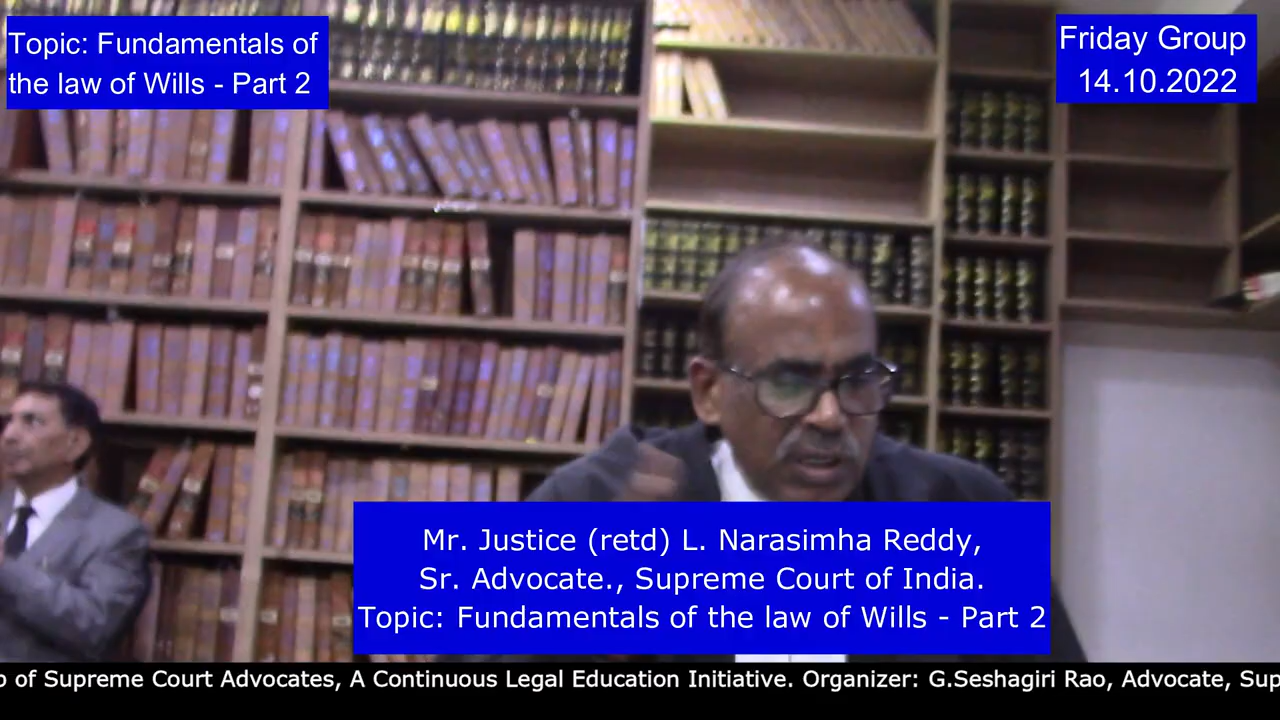 Topic: Fundamentals of
the law of Wills - Part 2
Friday Group
14.10.2022
Mr. Justice (retd) L. Narasimha Reddy,
Sr. Advocate., Supreme Court of India.
Topic: Fundamentals of the law of Wills - Part 2
of Supreme Court Advocates, A Continuous Legal Education Initiative. Organizer: G.Seshagiri Rao, Advocate,